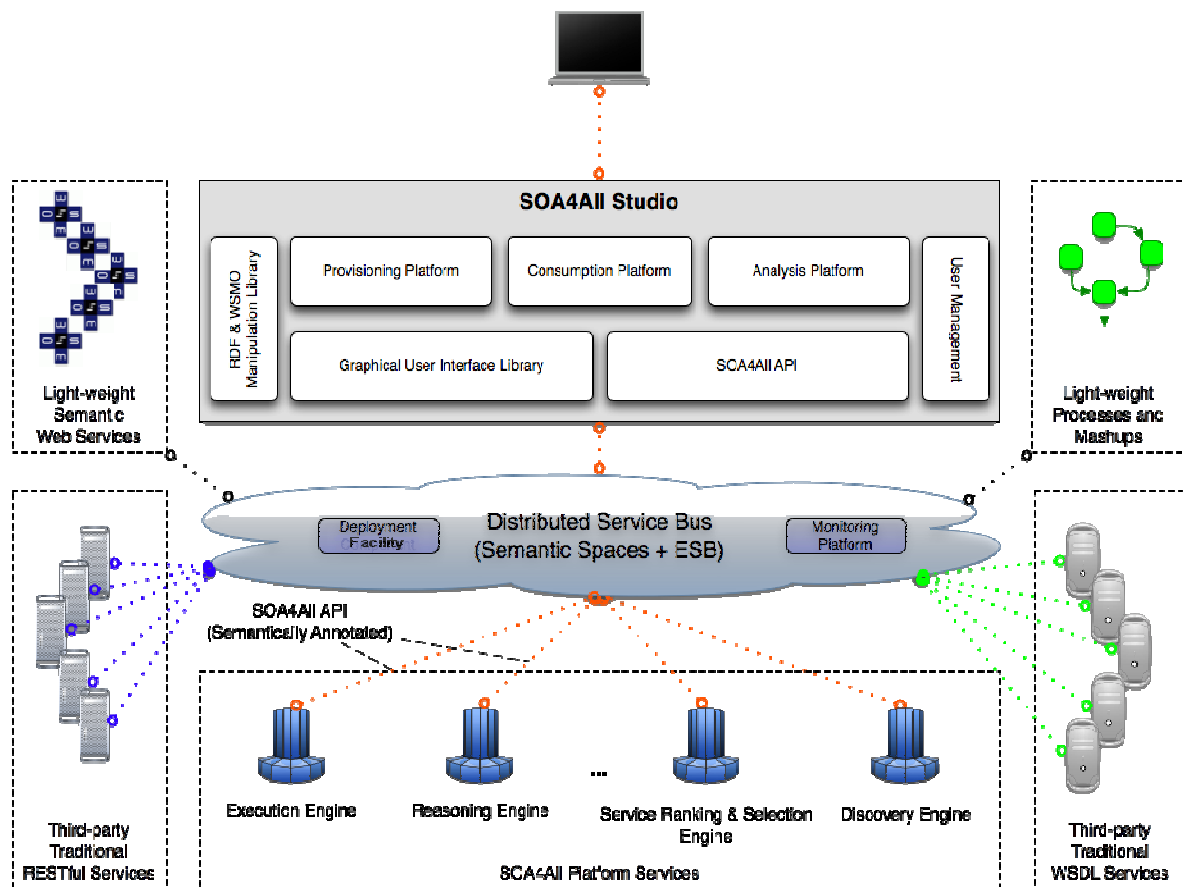 SOA4All Studio
RDF & WSMO
Manipulation Library
Provisioning Platform
Consumption Platform
Analysis Platform
User Management
Graphical User Interface Library
SOA4All API
Light-weight
Semantic
Web Services
Light-weight
Processes and
Mashups
Deployment
Facility
Distributed Service Bus
(Semantic Spaces + ESB)
Monitoring
Platform
SOA4All API
(Semantically Annotated)
Execution Engine
Reasoning Engine
...
Service Ranking & Selection
Engine
Discovery Engine
Third-party
Traditional
RESTful Services
SOA4All Platform Services
Third-party
Traditional
WSDL Services